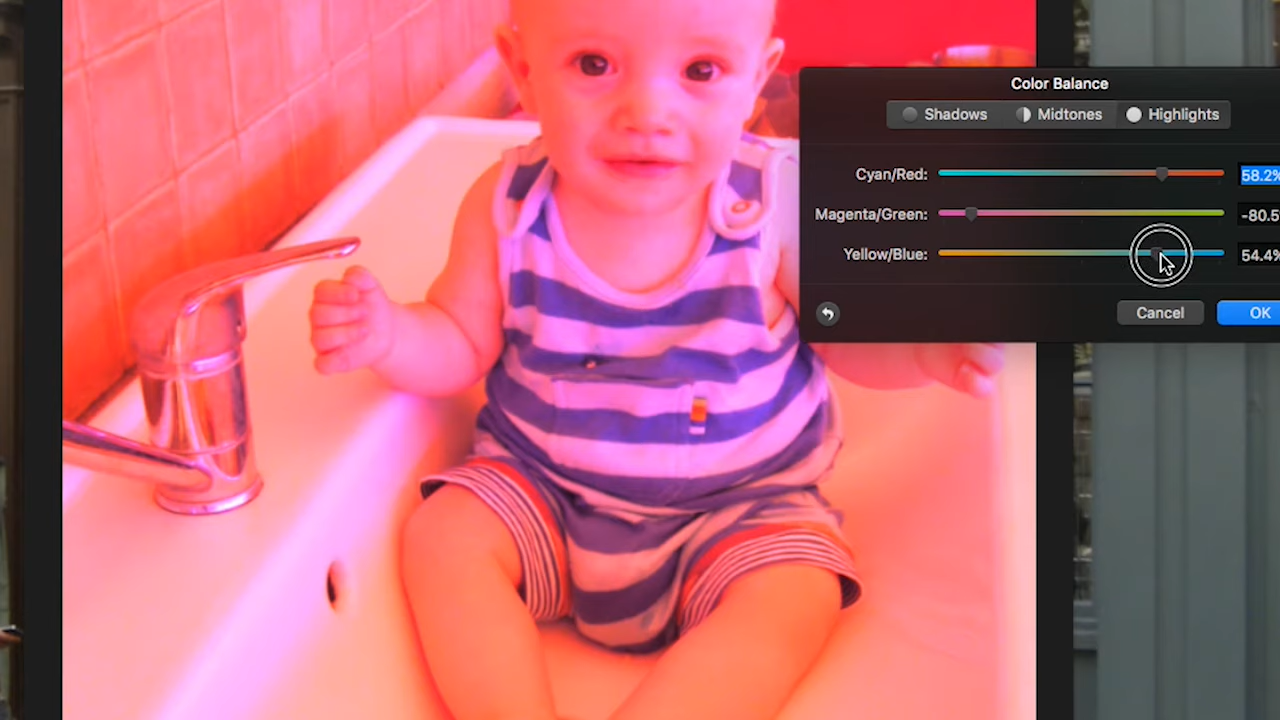 Color Balance
Shadows Midtones Highlights
Cyan/Red: 58.2%
Magenta/Green: -80.5
Yellow/Blue: 54.4%
Cancel OK